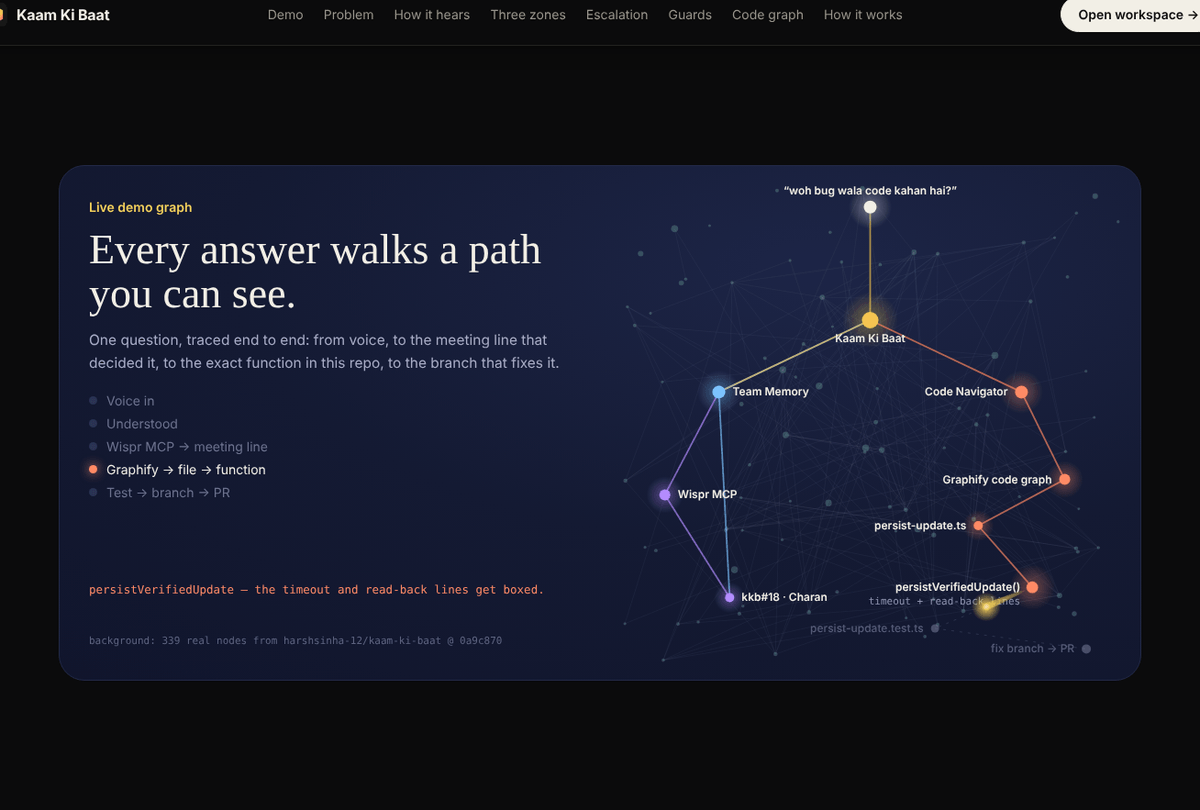 Kaam Ki Baat
Demo
Problem
How it hears
Three zones
Escalation
Guards
Code graph
How it works
Open workspace →
Live demo graph
Every answer walks a path
you can see.
One question, traced end to end: from voice, to the meeting line that
decided it, to the exact function in this repo, to the branch that fixes it.
Voice in
Understood
Wispr MCP → meeting line
Graphify → file → function
Test → branch → PR
persistVerifiedUpdate — the timeout and read-back lines get boxed.
background: 339 real nodes from harshsinha-12/kaam-ki-baat @ 0a9c870
“woh bug wala code kahan hai?”
Kaam Ki Baat
Team Memory
Code Navigator
Graphify code graph
Wispr MCP
persist-update.ts
persistVerifiedUpdate()
timeout + read-back lines
kkb#18 · Charan
persist-update.test.ts
fix branch → PR